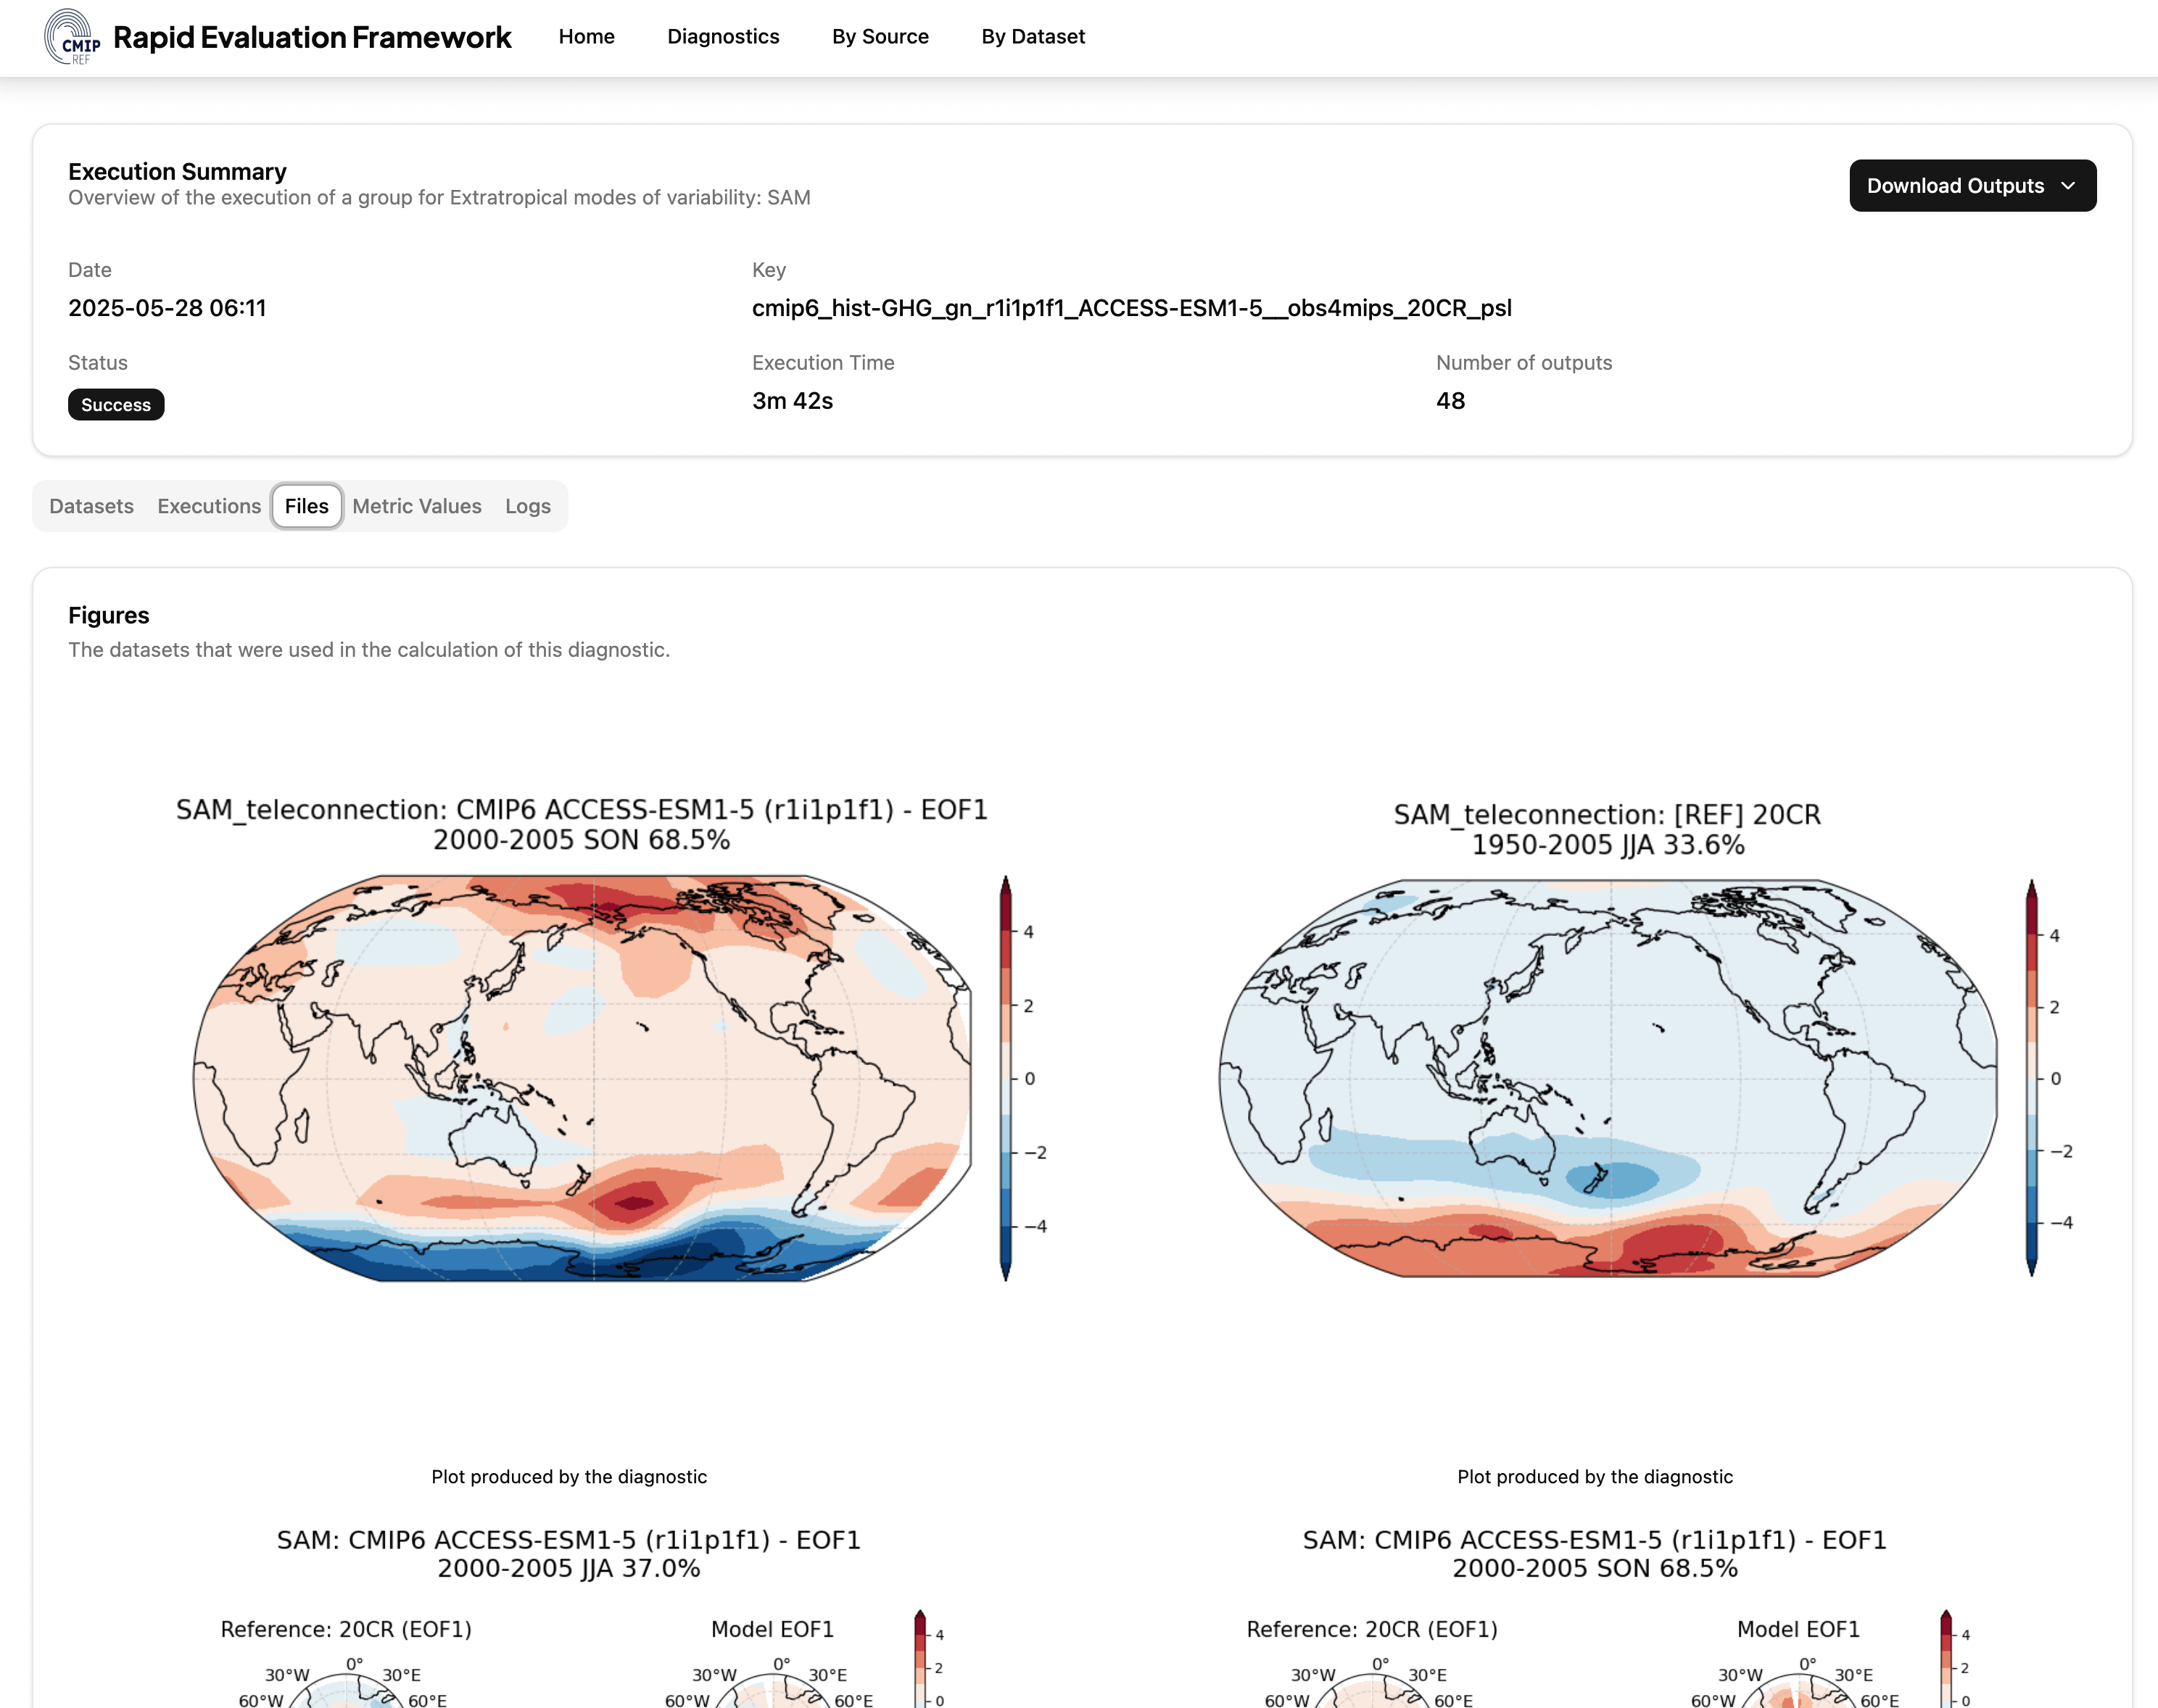 CMIP
REF
Rapid Evaluation Framework
Home
Diagnostics
By Source
By Dataset
Execution Summary
Overview of the execution of a group for Extratropical modes of variability: SAM
Download Outputs
Date
2025-05-28 06:11
Key
cmip6_hist-GHG_gn_r1i1p1f1_ACCESS-ESM1-5__obs4mips_20CR_psl
Status
Success
Execution Time
3m 42s
Number of outputs
48
Datasets
Executions
Files
Metric Values
Logs
Figures
The datasets that were used in the calculation of this diagnostic.
SAM_teleconnection: CMIP6 ACCESS-ESM1-5 (r1i1p1f1) - EOF1
2000-2005 SON 68.5%
4
2
0
−2
−4
SAM_teleconnection: [REF] 20CR
1950-2005 JJA 33.6%
4
2
0
−2
−4
Plot produced by the diagnostic
Plot produced by the diagnostic
SAM: CMIP6 ACCESS-ESM1-5 (r1i1p1f1) - EOF1
2000-2005 JJA 37.0%
Reference: 20CR (EOF1)
0°
30°W
30°E
60°W
60°E
Model EOF1
0°
30°W
30°E
60°W
60°E
4
2
0
SAM: CMIP6 ACCESS-ESM1-5 (r1i1p1f1) - EOF1
2000-2005 SON 68.5%
Reference: 20CR (EOF1)
0°
30°W
30°E
60°W
60°E
Model EOF1
0°
30°W
30°E
60°W
60°E
4
2
0